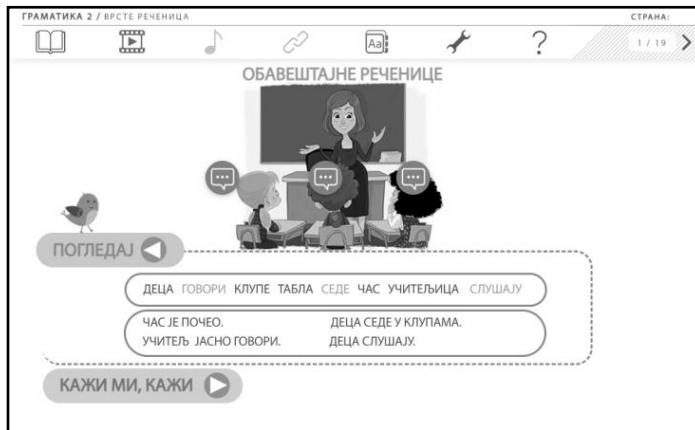 ГРАМАТИКА 2 / ВРСТЕ РЕЧЕНИЦА
СТРАНА:
Aa
?
1 / 19
ОБАВЕШТАЈНЕ РЕЧЕНИЦЕ
ПОГЛЕДАЈ
ДЕЦА ГОВОРИ КЛУПЕ ТАБЛА СЕДЕ ЧАС УЧИТЕЉИЦА СЛУШАЈУ
ЧАС ЈЕ ПОЧЕО. ДЕЦА СЕДЕ У КЛУПАМА.
УЧИТЕЉ ЈАСНО ГОВОРИ. ДЕЦА СЛУШАЈУ.
КАЖИ МИ, КАЖИ